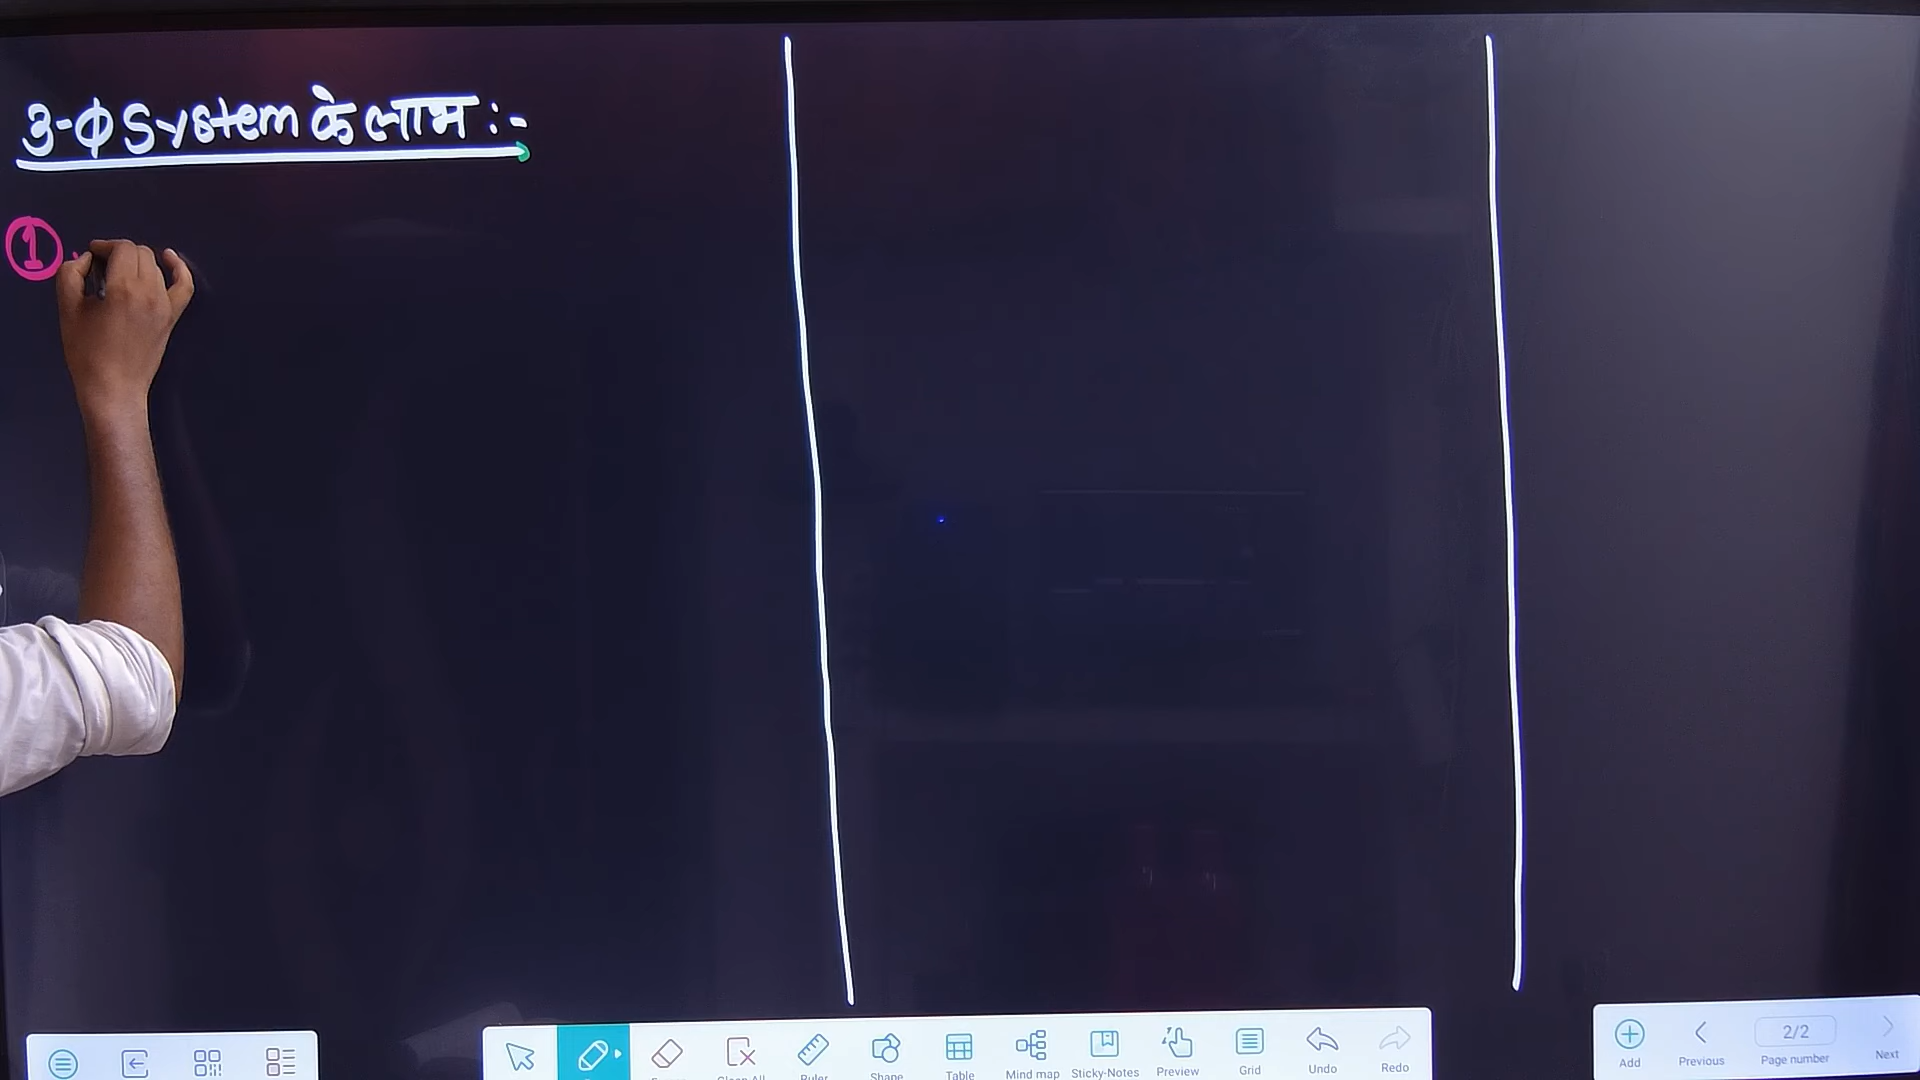 3-ϕ System के लाभ :-
1
Ruler
Shape
Table
Mind map
Sticky-Notes
Preview
Grid
Undo
Redo
Add
Previous
2/2
Page number
Next